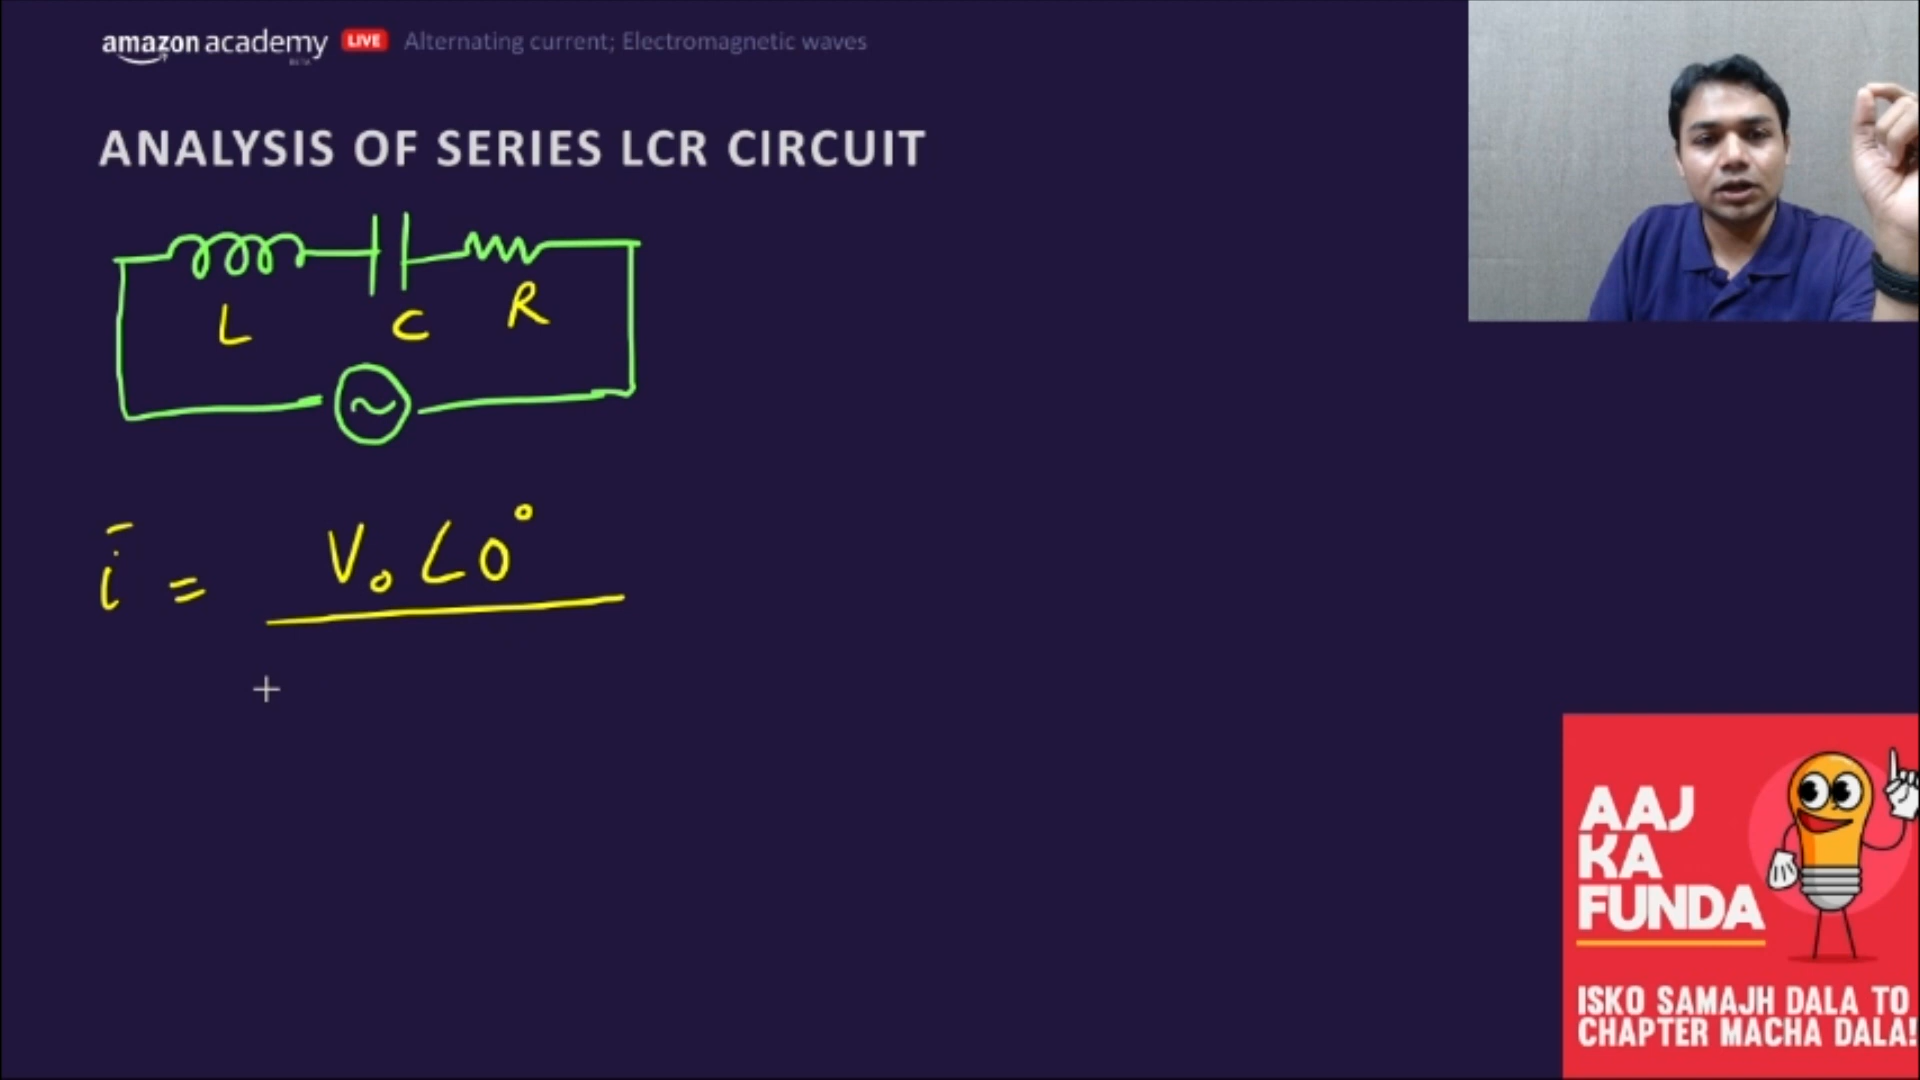 amazon academy LIVE Alternating current; Electromagnetic waves
BETA
ANALYSIS OF SERIES LCR CIRCUIT
L C R
~
i̅ = V₀ ∠0°
AAJ
KA
FUNDA
ISKO SAMAJH DALA TO
CHAPTER MACHA DALA!